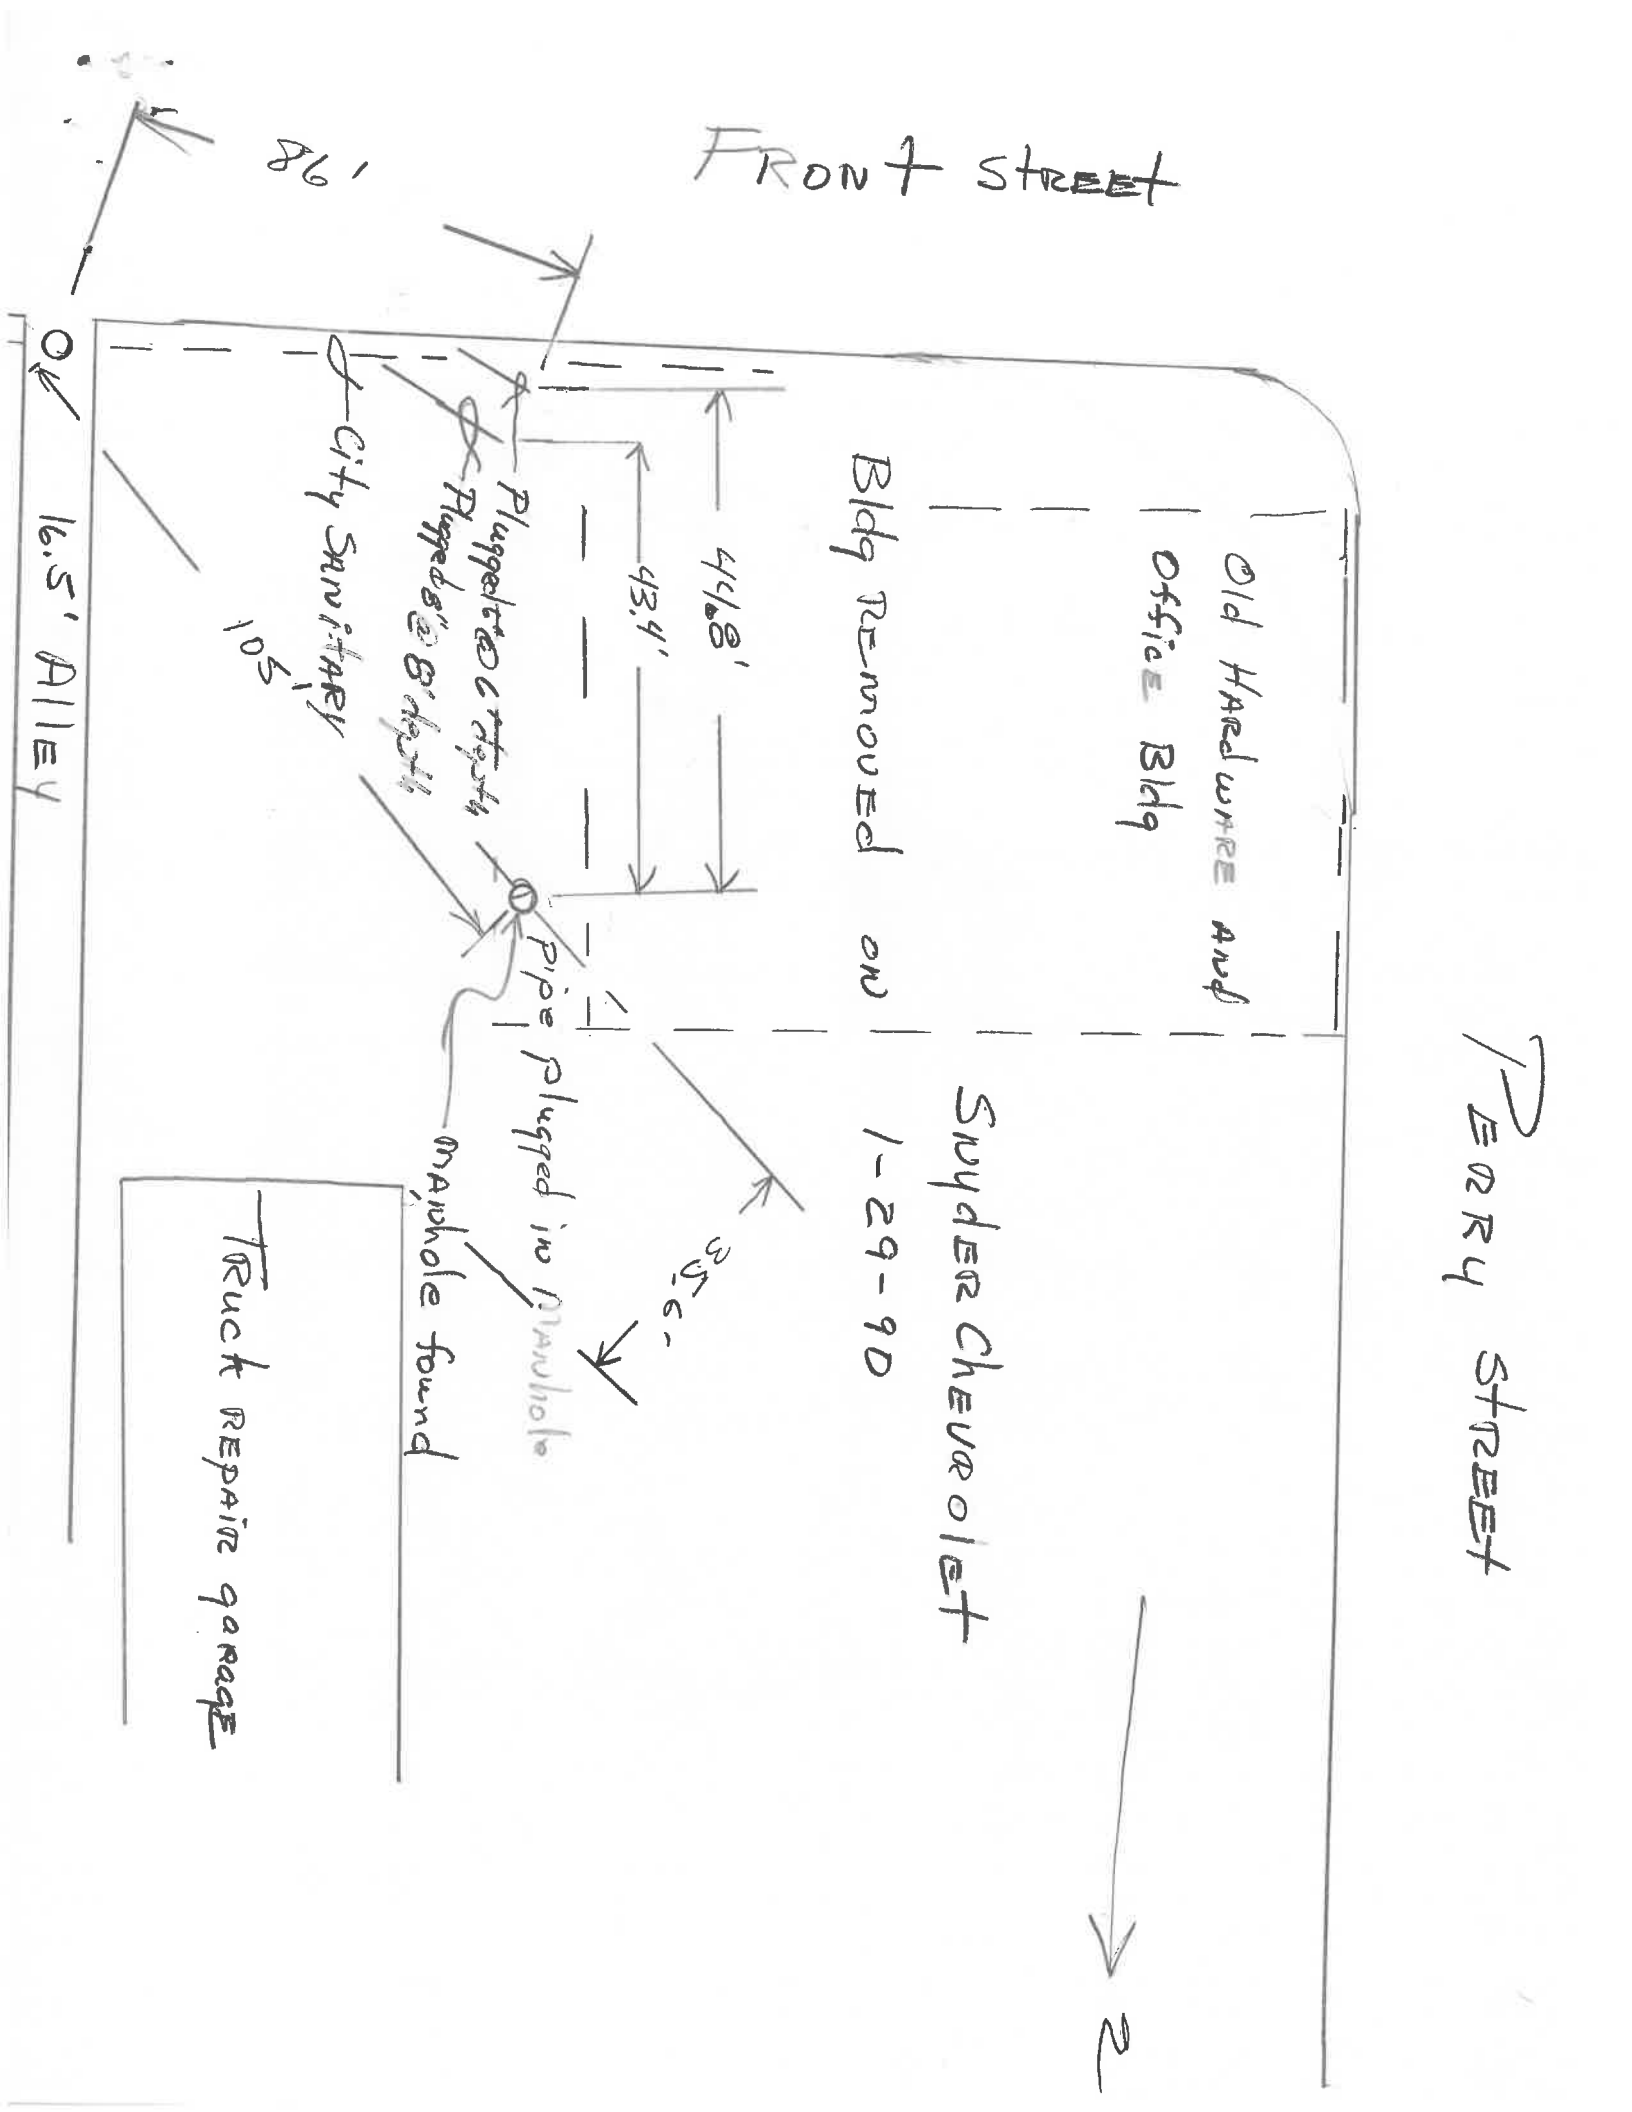 FRONT STREET
PERRY STREET
Old HARdwARE ANd
OfficE Bldg
SNydER ChEVROlET
Bldg REmovEd ON 1-29-90
44.8'
43.4'
86'
Plugged @ 6' depth
Plugged @ 8' depth
City SANitARy
105'
Pipe plugged in MANhole
MANhole found
35'-6"
TRUCK REpAiR gARAgE
16.5' AllEy
N